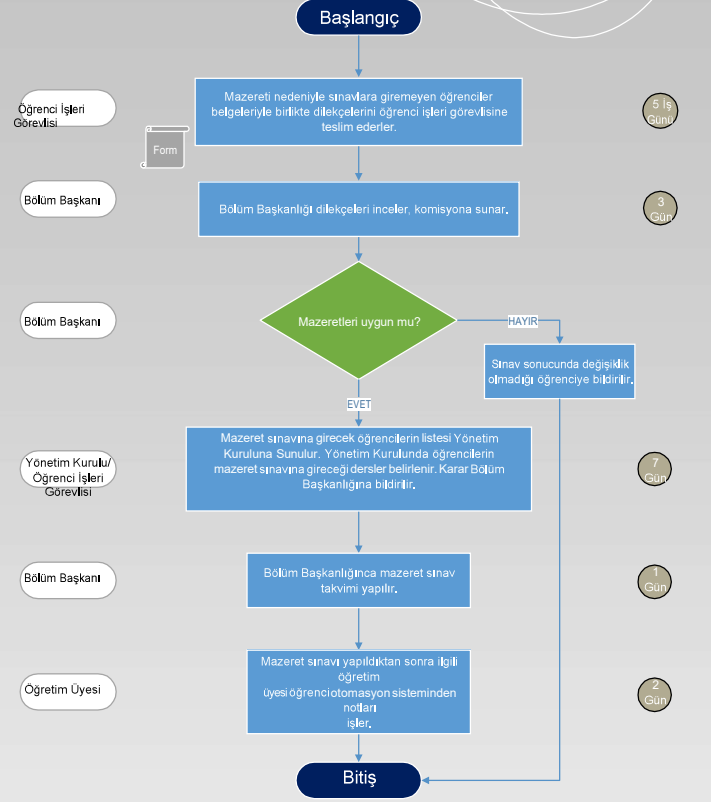 Başlangıç
Öğrenci İşleri
Görevlisi
Form
Mazereti nedeniyle sınavlara giremeyen öğrenciler
belgeleriyle birlikte dilekçelerini öğrenci işleri görevlisine
teslim ederler.
5 İş
Günü
Bölüm Başkanı
Bölüm Başkanlığı dilekçeleri inceler, komisyona sunar.
3
Gün
Bölüm Başkanı
Mazeretleri uygun mu?
HAYIR
Sınav sonucunda değişiklik
olmadığı öğrenciye bildirilir.
EVET
Yönetim Kurulu/
Öğrenci İşleri
Görevlisi
Mazeret sınavına girecek öğrencilerin listesi Yönetim
Kuruluna Sunulur. Yönetim Kurulunda öğrencilerin
mazeret sınavına gireceği dersler belirlenir. Karar Bölüm
Başkanlığına bildirilir.
7
Gün
Bölüm Başkanı
Bölüm Başkanlığınca mazeret sınav
takvimi yapılır.
1
Gün
Öğretim Üyesi
Mazeret sınavı yapıldıktan sonra ilgili
öğretim
üyesi öğrenci otomasyon sisteminden
notları
işler.
2
Gün
Bitiş